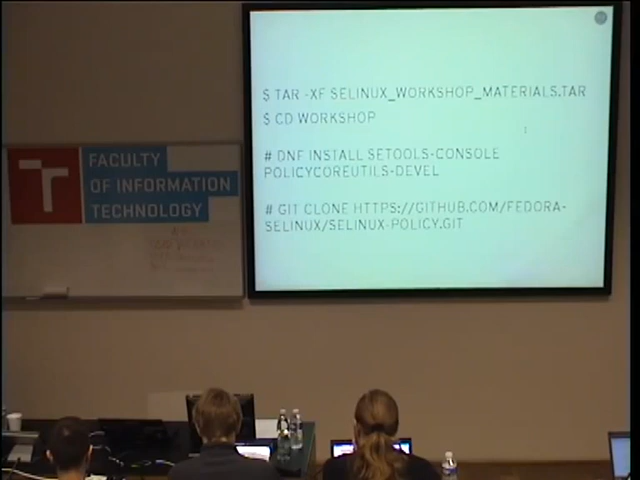 $ TAR -XF SELINUX_WORKSHOP_MATERIALS.TAR
$ CD WORKSHOP
# DNF INSTALL SETOOLS-CONSOLE
POLICYCOREUTILS-DEVEL
# GIT CLONE HTTPS://GITHUB.COM/FEDORA-
SELINUX/SELINUX-POLICY.GIT
FACULTY
OF INFORMATION
TECHNOLOGY